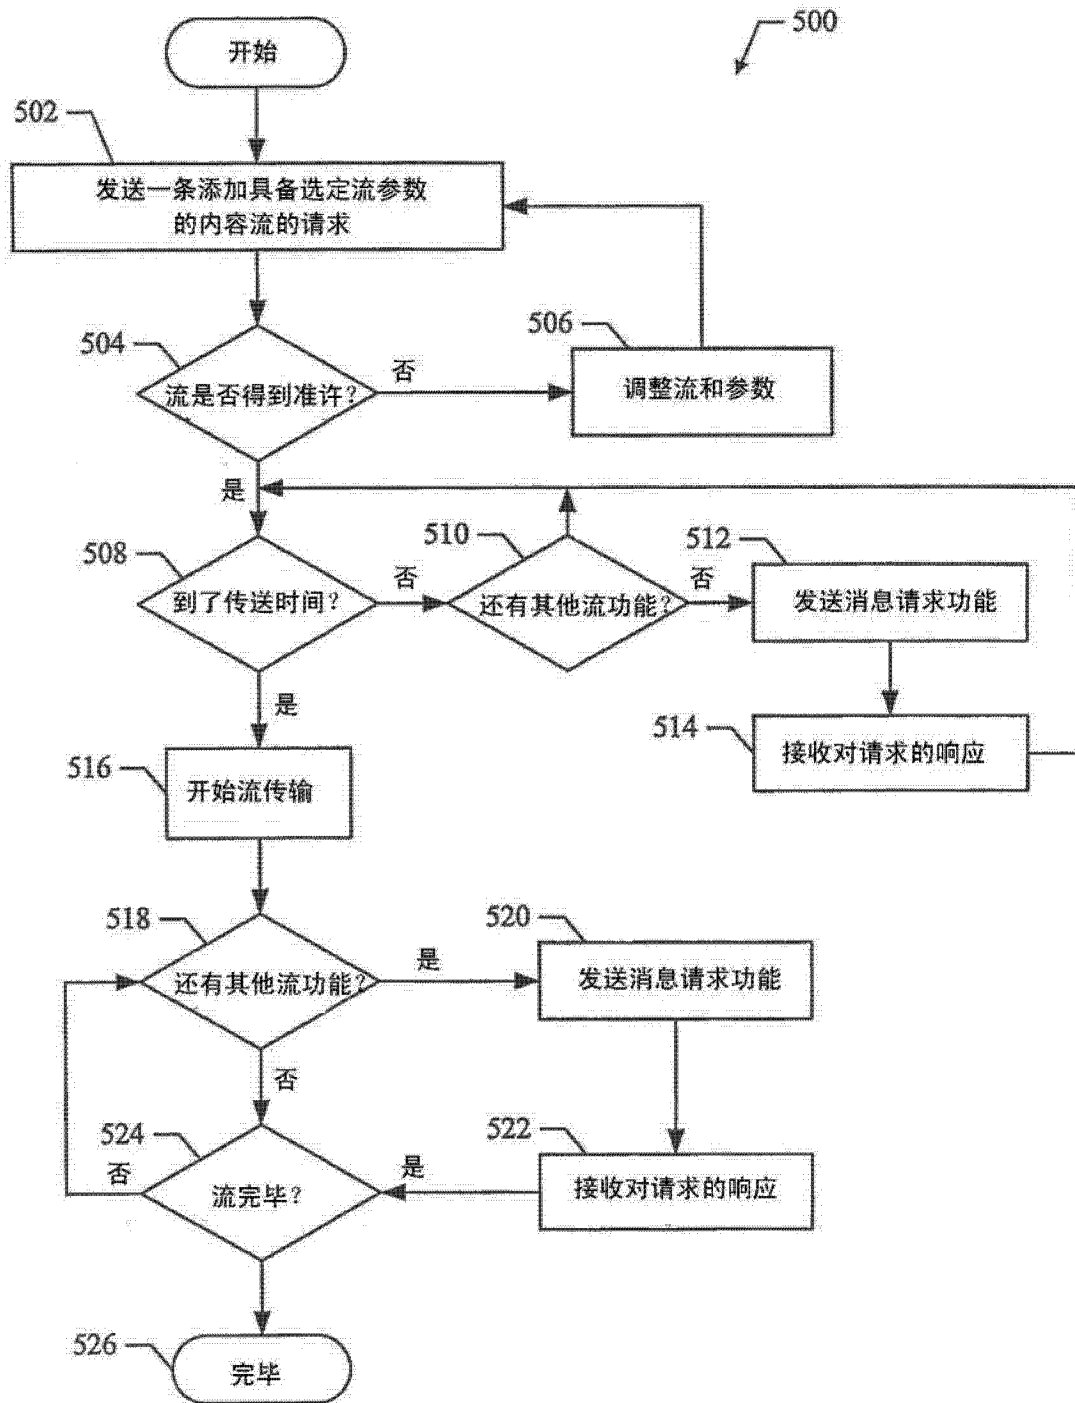 500
开始
502
发送一条添加具备选定流参数
的内容流的请求
504
流是否得到准许?
否
506
调整流和参数
是
508
到了传送时间?
否
510
还有其他流功能?
否
512
发送消息请求功能
514
接收对请求的响应
是
516
开始流传输
518
还有其他流功能?
是
520
发送消息请求功能
否
522
接收对请求的响应
是
524
流完毕?
否
526
完毕